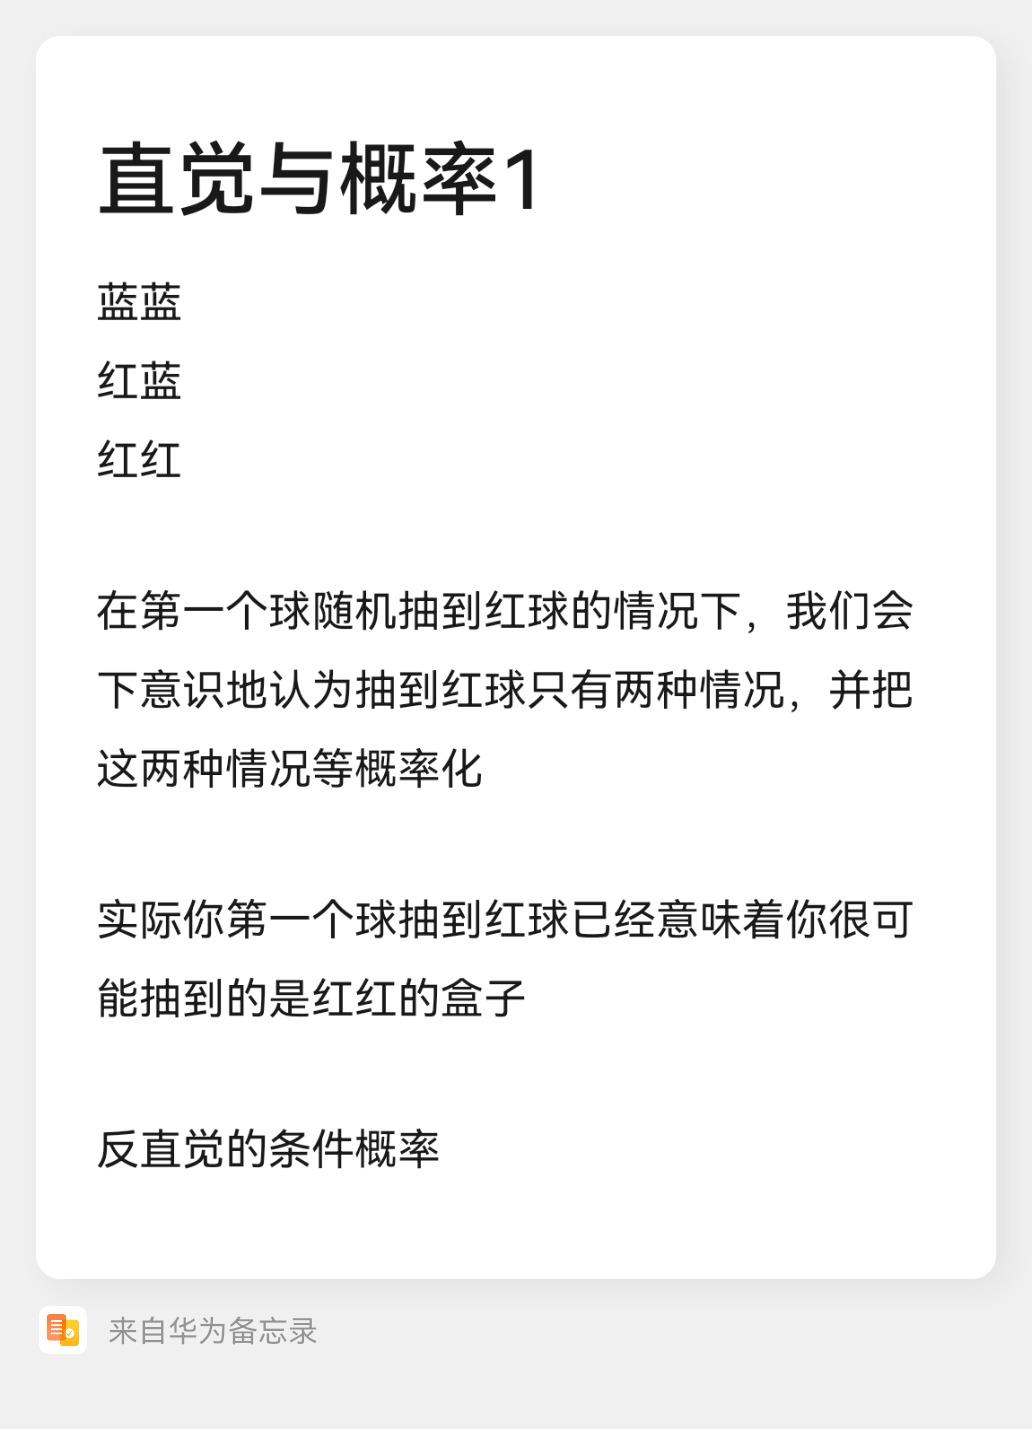 直觉与概率1
蓝蓝
红蓝
红红
在第一个球随机抽到红球的情况下，我们会
下意识地认为抽到红球只有两种情况，并把
这两种情况等概率化
实际你第一个球抽到红球已经意味着你很可
能抽到的是红红的盒子
反直觉的条件概率
来自华为备忘录